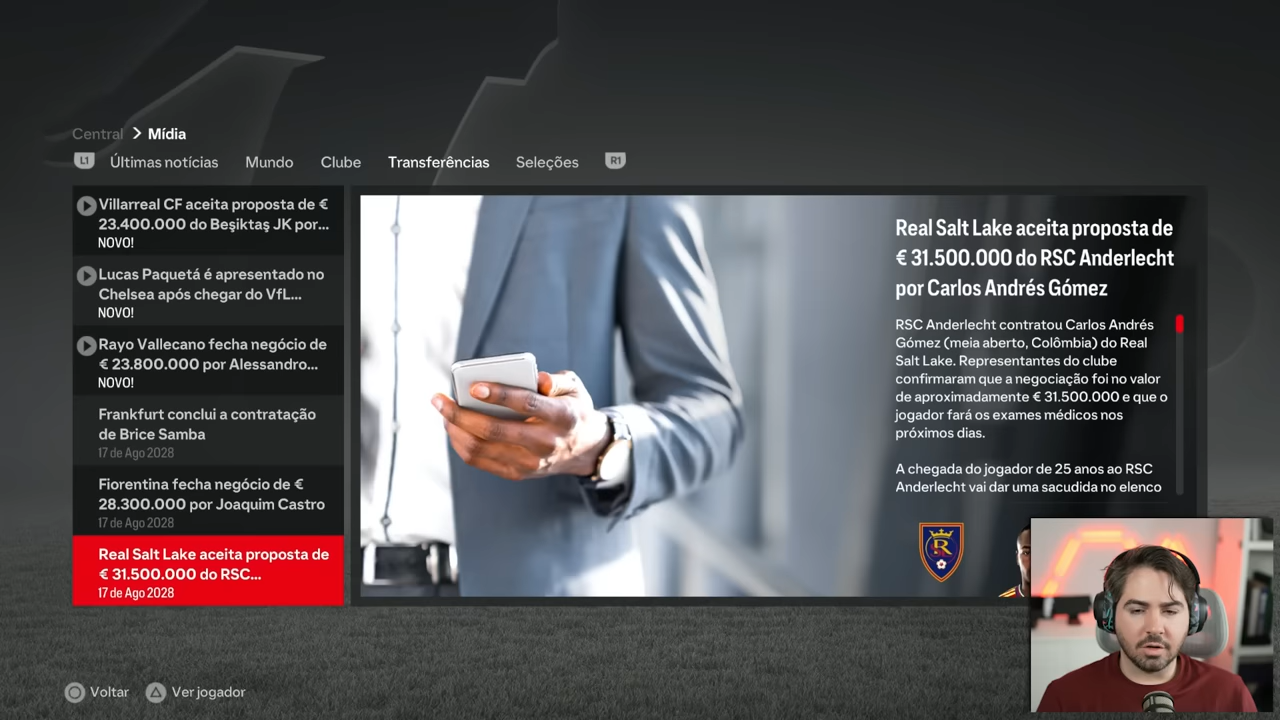 Central > Mídia
L1 Últimas notícias Mundo Clube Transferências Seleções R1
Villarreal CF aceita proposta de €
23.400.000 do Beşiktaş JK por...
NOVO!
Lucas Paquetá é apresentado no
Chelsea após chegar do VfL...
NOVO!
Rayo Vallecano fecha negócio de
€ 23.800.000 por Alessandro...
NOVO!
Frankfurt conclui a contratação
de Brice Samba
17 de Ago 2028
Fiorentina fecha negócio de €
28.300.000 por Joaquim Castro
17 de Ago 2028
Real Salt Lake aceita proposta de
€ 31.500.000 do RSC...
17 de Ago 2028
Real Salt Lake aceita proposta de
€ 31.500.000 do RSC Anderlecht
por Carlos Andrés Gómez
RSC Anderlecht contratou Carlos Andrés
Gómez (meia aberto, Colômbia) do Real
Salt Lake. Representantes do clube
confirmaram que a negociação foi no valor
de aproximadamente € 31.500.000 e que o
jogador fará os exames médicos nos
próximos dias.
A chegada do jogador de 25 anos ao RSC
Anderlecht vai dar uma sacudida no elenco
Voltar Ver jogador